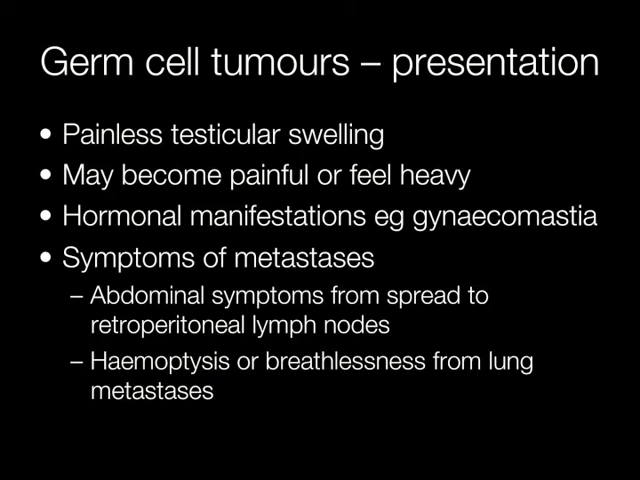 Germ cell tumours – presentation
• Painless testicular swelling
• May become painful or feel heavy
• Hormonal manifestations eg gynaecomastia
• Symptoms of metastases
– Abdominal symptoms from spread to
retroperitoneal lymph nodes
– Haemoptysis or breathlessness from lung
metastases